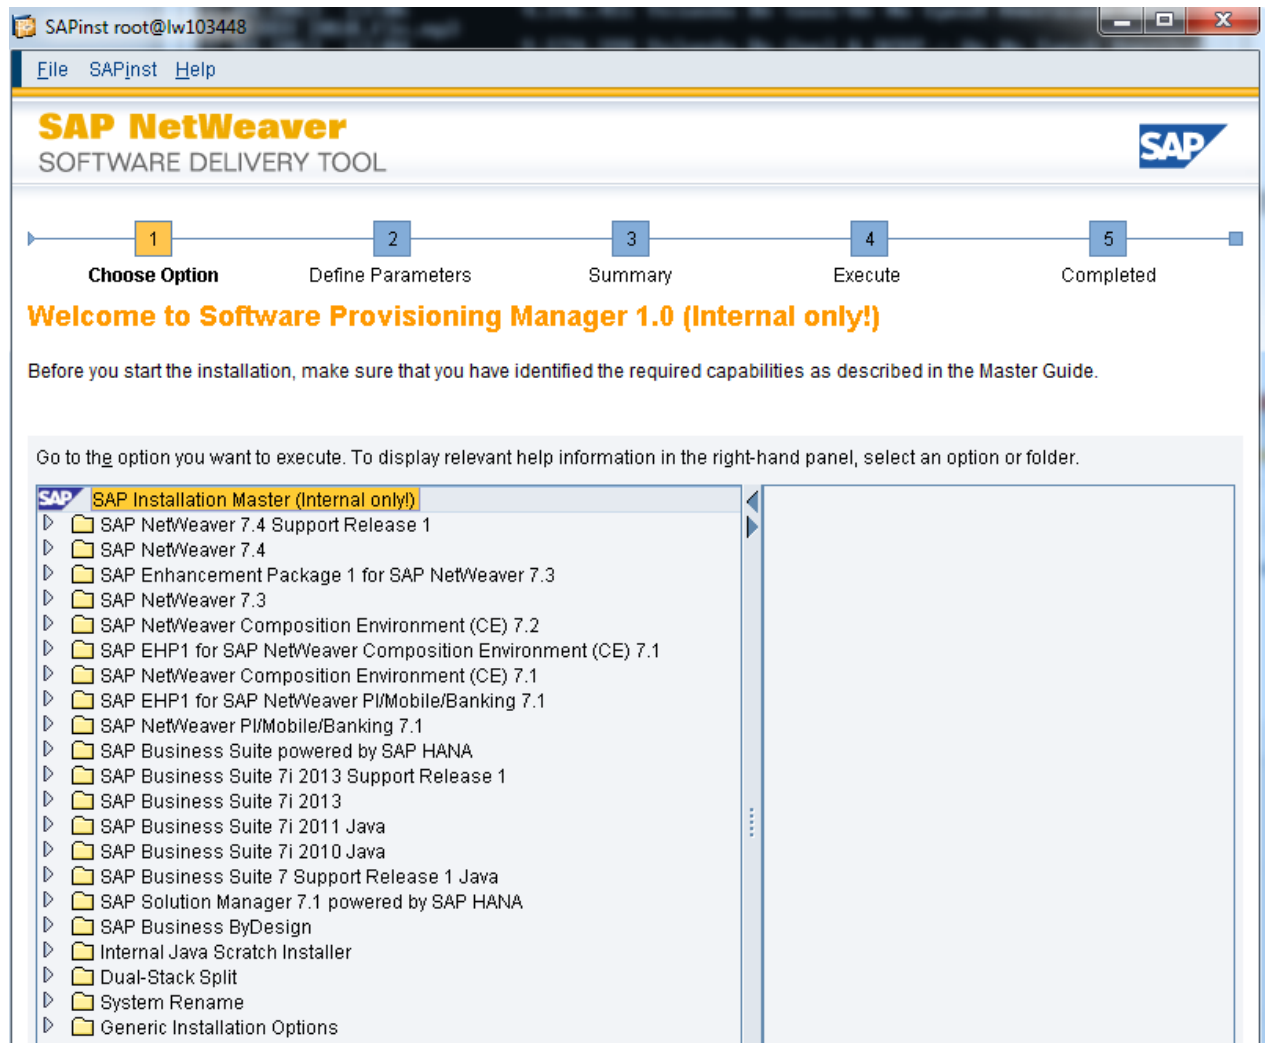 SAPinst root@lw103448
File SAPinst Help
SAP NetWeaver
SOFTWARE DELIVERY TOOL
SAP
1 2 3 4 5
Choose Option Define Parameters Summary Execute Completed
Welcome to Software Provisioning Manager 1.0 (Internal only!)
Before you start the installation, make sure that you have identified the required capabilities as described in the Master Guide.
Go to the option you want to execute. To display relevant help information in the right-hand panel, select an option or folder.
SAP SAP Installation Master (Internal only!)
SAP NetWeaver 7.4 Support Release 1
SAP NetWeaver 7.4
SAP Enhancement Package 1 for SAP NetWeaver 7.3
SAP NetWeaver 7.3
SAP NetWeaver Composition Environment (CE) 7.2
SAP EHP1 for SAP NetWeaver Composition Environment (CE) 7.1
SAP NetWeaver Composition Environment (CE) 7.1
SAP EHP1 for SAP NetWeaver PI/Mobile/Banking 7.1
SAP NetWeaver PI/Mobile/Banking 7.1
SAP Business Suite powered by SAP HANA
SAP Business Suite 7i 2013 Support Release 1
SAP Business Suite 7i 2013
SAP Business Suite 7i 2011 Java
SAP Business Suite 7i 2010 Java
SAP Business Suite 7 Support Release 1 Java
SAP Solution Manager 7.1 powered by SAP HANA
SAP Business ByDesign
Internal Java Scratch Installer
Dual-Stack Split
System Rename
Generic Installation Options